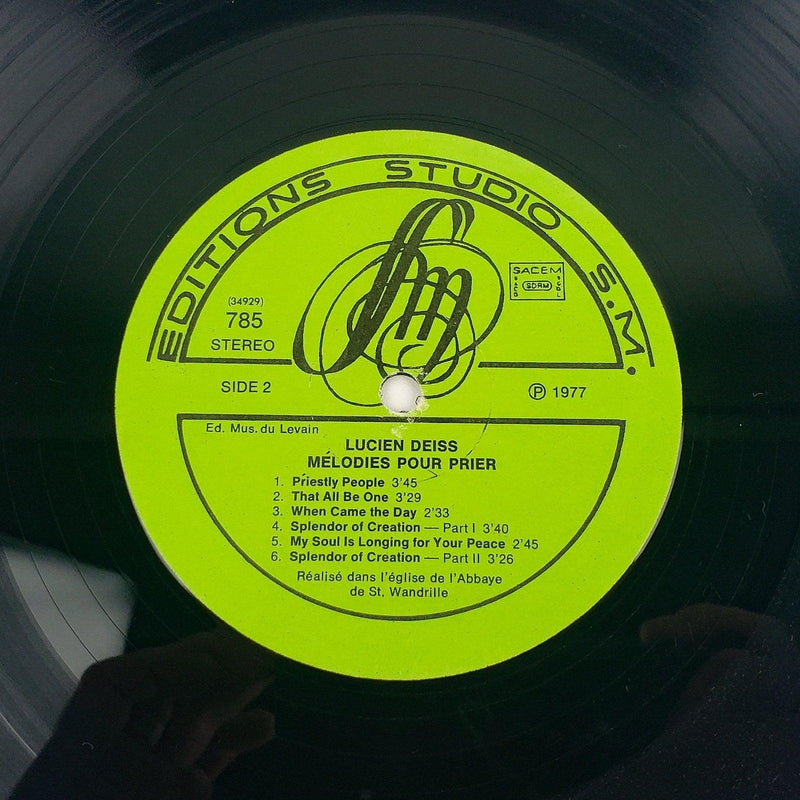 EDITIONS STUDIO S.M.
Sm
SACEM
SDRM
(34929)
785
STEREO
SIDE 2
℗ 1977
Ed. Mus. du Levain
LUCIEN DEISS
MÉLODIES POUR PRIER
1. Priestly People 3'45
2. That All Be One 3'29
3. When Came the Day 2'33
4. Splendor of Creation — Part I 3'40
5. My Soul Is Longing for Your Peace 2'45
6. Splendor of Creation — Part II 3'26
Réalisé dans l'église de l'Abbaye
de St. Wandrille